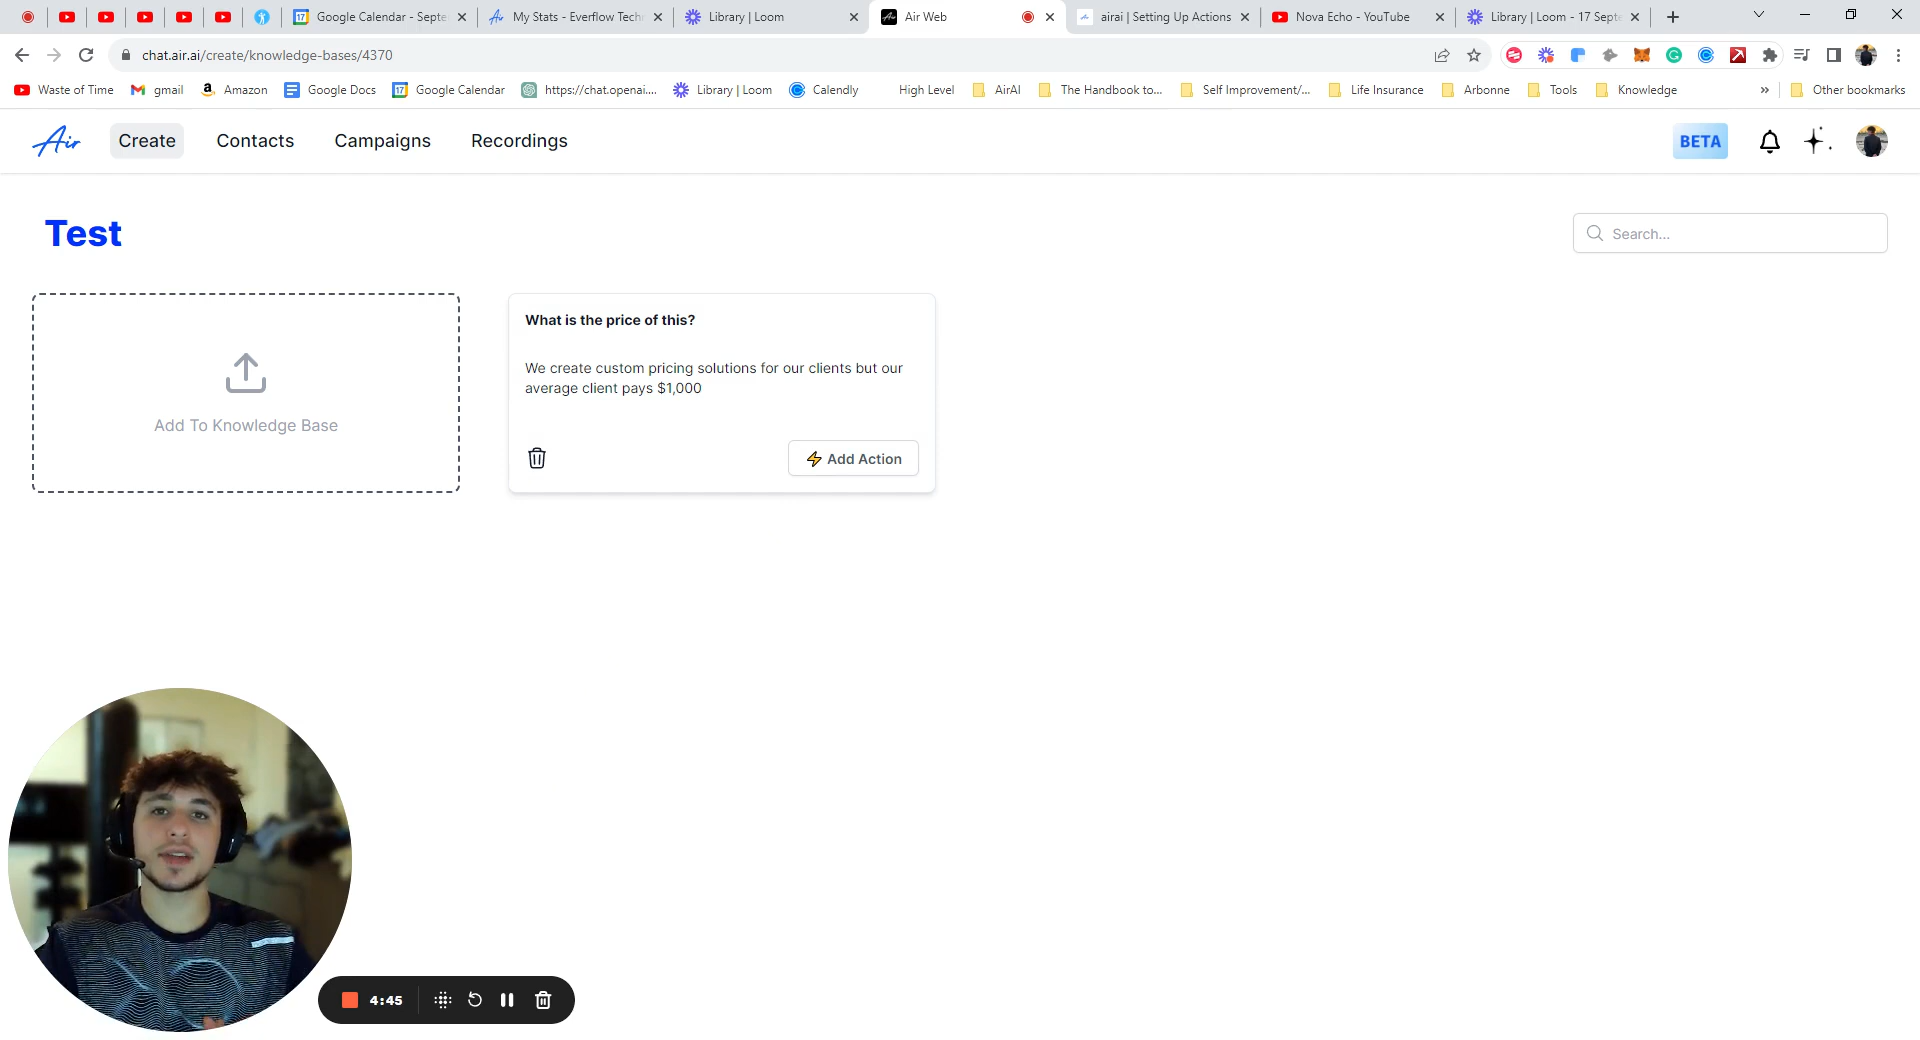 Google Calendar - Septe
My Stats - Everflow Tech
Library | Loom
Air Web
airai | Setting Up Actions
Nova Echo - YouTube
Library | Loom - 17 Septe
chat.air.ai/create/knowledge-bases/4370
Waste of Time
gmail
Amazon
Google Docs
Google Calendar
https://chat.openai....
Library | Loom
Calendly
High Level
AirAI
The Handbook to...
Self Improvement/...
Life Insurance
Arbonne
Tools
Knowledge
»
Other bookmarks
Air
Create
Contacts
Campaigns
Recordings
BETA
Test
Search...
Add To Knowledge Base
What is the price of this?
We create custom pricing solutions for our clients but our
average client pays $1,000
Add Action
4:45